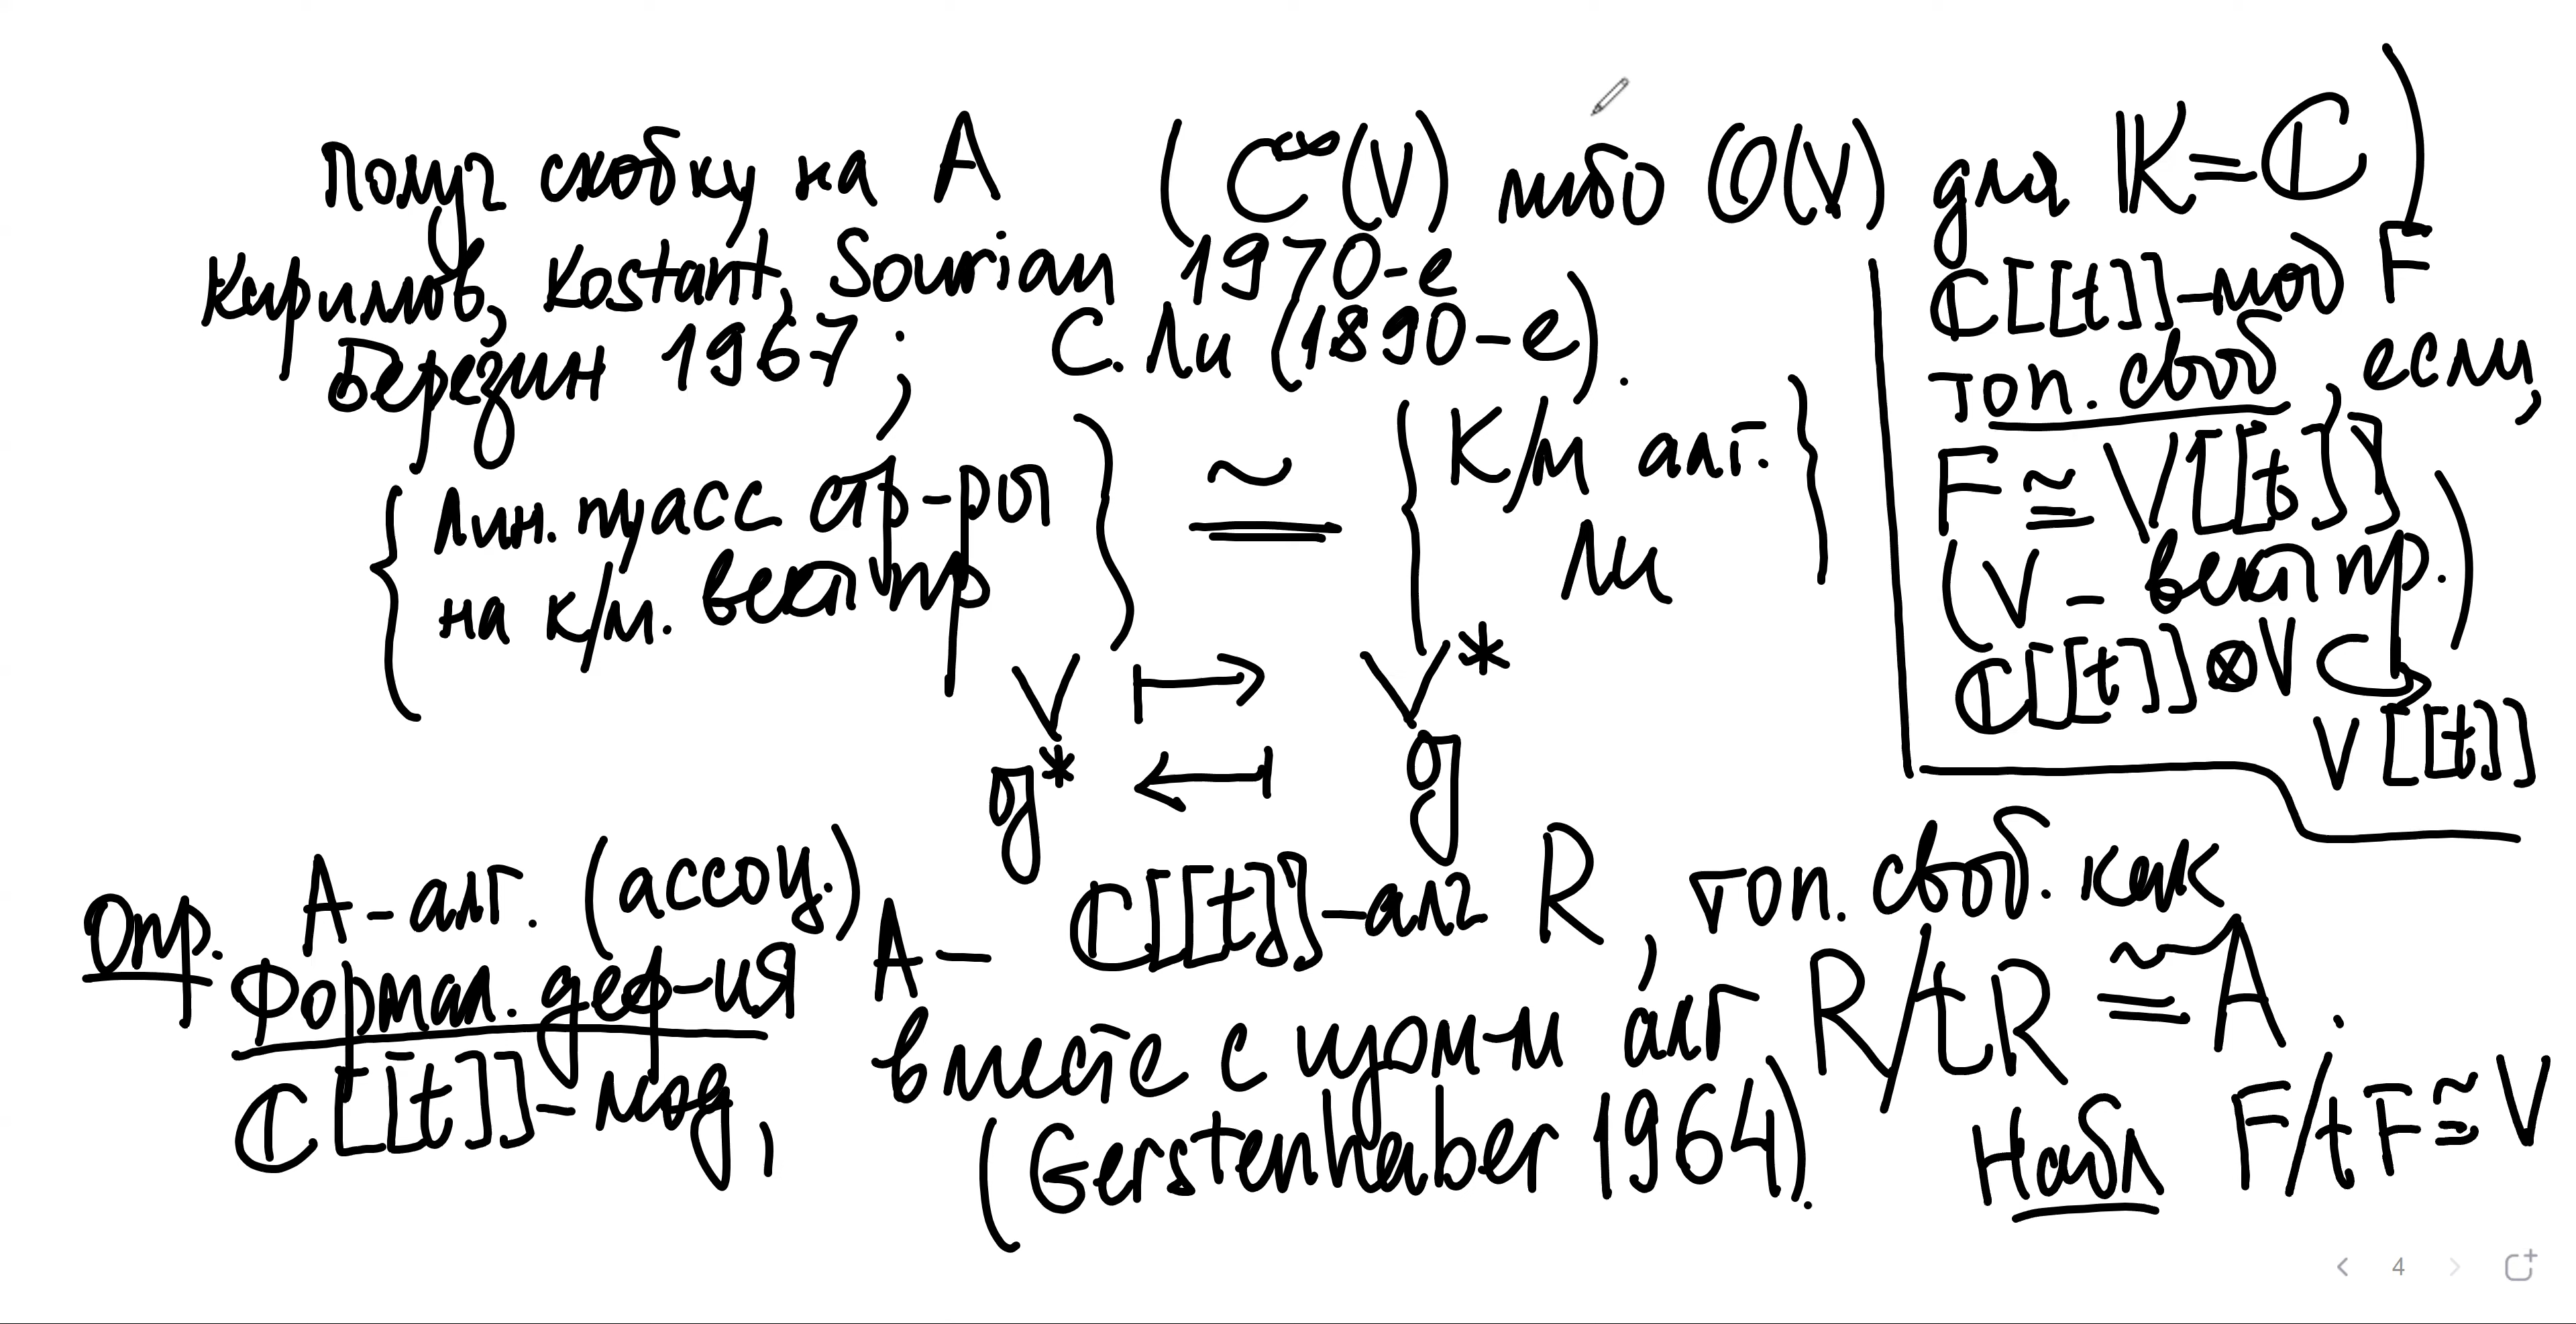 Получ скобку на A ( C^∞(V) либо O(V) для K=ℂ )
Кириллов, Kostant, Souriau 1970-е
Березин 1967; С. Ли (1890-е).
{ Лин. пуасс стр-ры на к/м. вект пр } ≅ { К/м алг. Ли }
V ↦ V*
g* ↤ g
ℂ[[t]]-мод F
топ. своб, если,
F ≅ V[[t]]
(V – вект пр.)
ℂ[[t]]⊗V ↪
V[[t]]
Опр. A – алг. (ассоц.)
Формал. деф-ия A – ℂ[[t]]-алг R, топ. своб. как
ℂ[[t]]-мод, вместе с изом-м алг R/tR ≅ A.
(Gerstenhaber 1964). Набл F/tF ≅ V
4